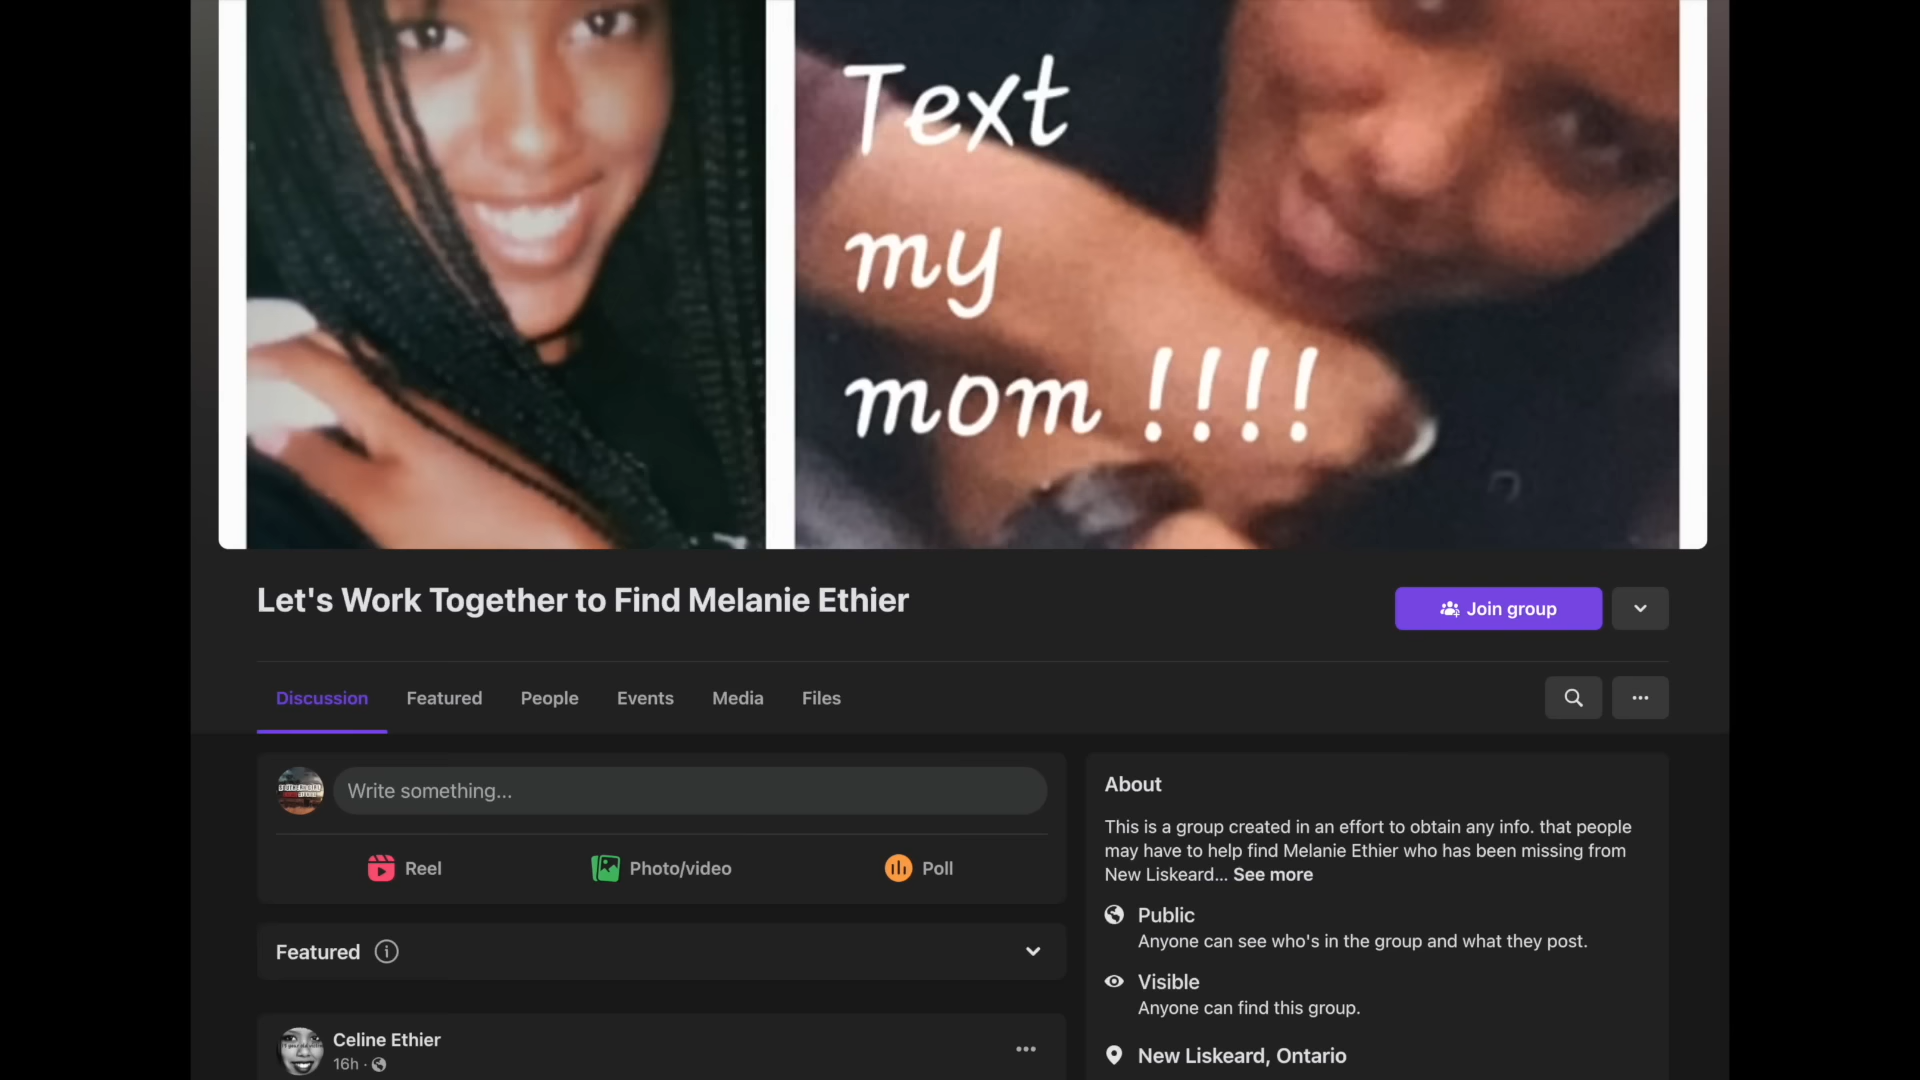 Text
my
mom !!!!
Let's Work Together to Find Melanie Ethier
Join group
Discussion Featured People Events Media Files
Write something...
Reel Photo/video Poll
Featured
Celine Ethier
16h ·
About
This is a group created in an effort to obtain any info. that people
may have to help find Melanie Ethier who has been missing from
New Liskeard... See more
Public
Anyone can see who's in the group and what they post.
Visible
Anyone can find this group.
New Liskeard, Ontario